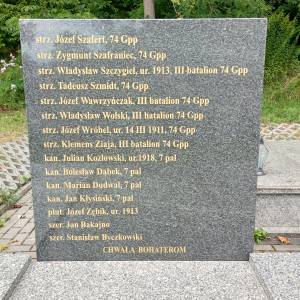 strz. Józef Szafert, 74 Gpp
strz. Zygmunt Szafraniec, 74 Gpp
strz. Władysław Szczygieł, ur. 1913, III batalion 74 Gpp
strz. Tadeusz Szmidt, 74 Gpp
strz. Józef Wawrzyńczak, III batalion 74 Gpp
strz. Władysław Wolski, III batalion 74 Gpp
strz. Józef Wróbel, ur. 14 III 1911, 74 Gpp
strz. Klemens Ziaja, III batalion 74 Gpp
kan. Julian Kozłowski, ur.1918, 7 pal
kan. Bolesław Dąbek, 7 pal
kan. Marian Dudwał, 7 pal
kan. Jan Kłysiński, 7 pal
plut. Józef Zębik, ur. 1913
szer. Jan Bakajno
szer. Stanisław Byczkowski
CHWAŁA BOHATEROM